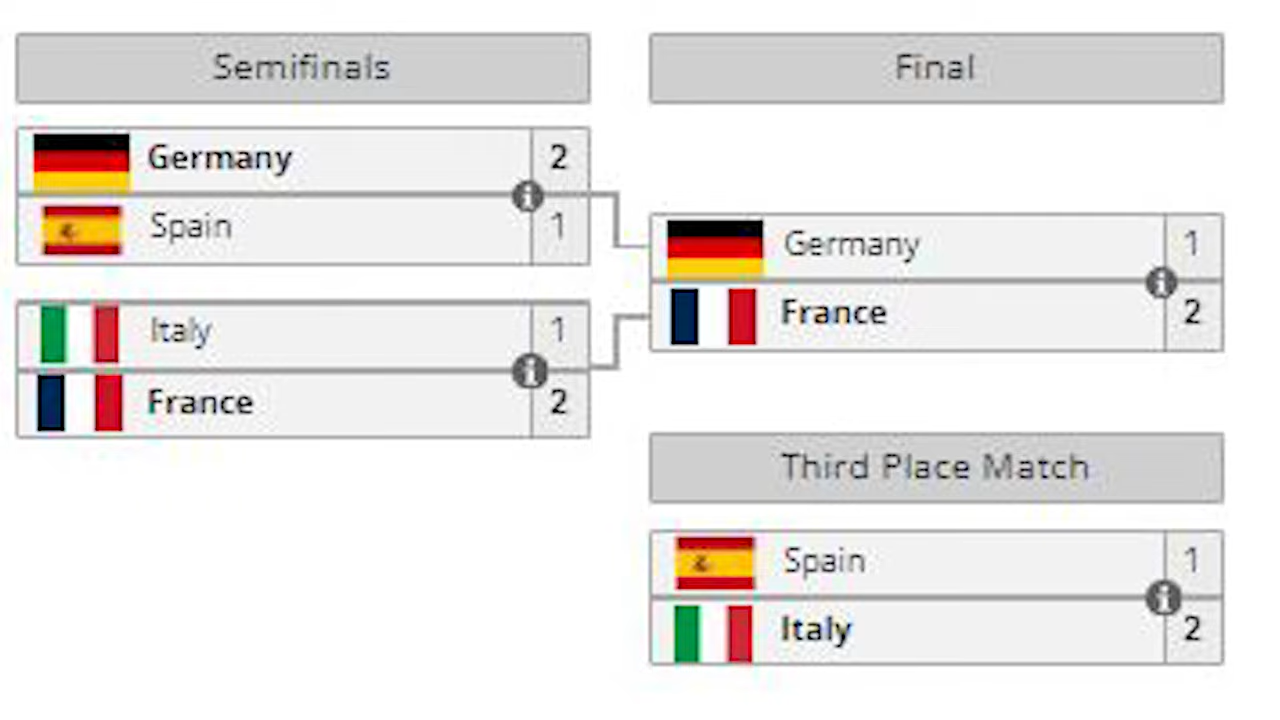 Semifinals
Germany 2
Spain 1
Italy 1
France 2
Final
Germany 1
France 2
Third Place Match
Spain 1
Italy 2